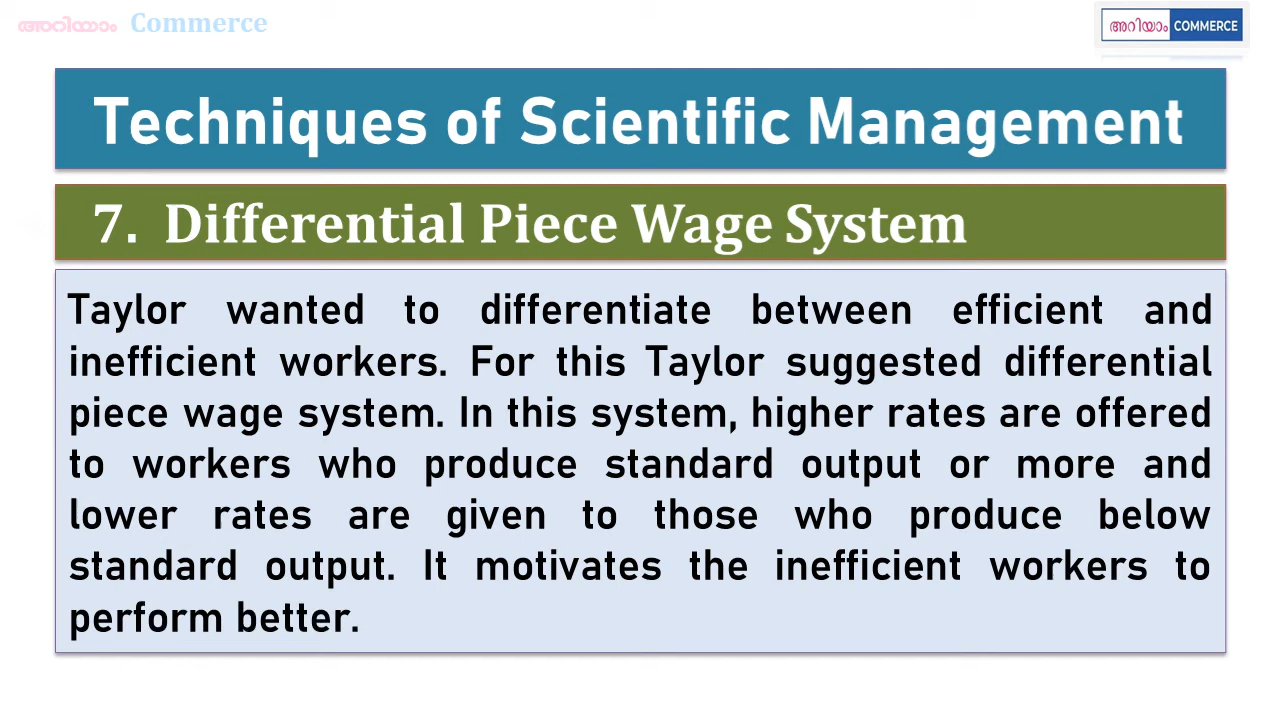 അറിയാം Commerce
അറിയാം COMMERCE
Techniques of Scientific Management
7. Differential Piece Wage System
Taylor wanted to differentiate between efficient and
inefficient workers. For this Taylor suggested differential
piece wage system. In this system, higher rates are offered
to workers who produce standard output or more and
lower rates are given to those who produce below
standard output. It motivates the inefficient workers to
perform better.